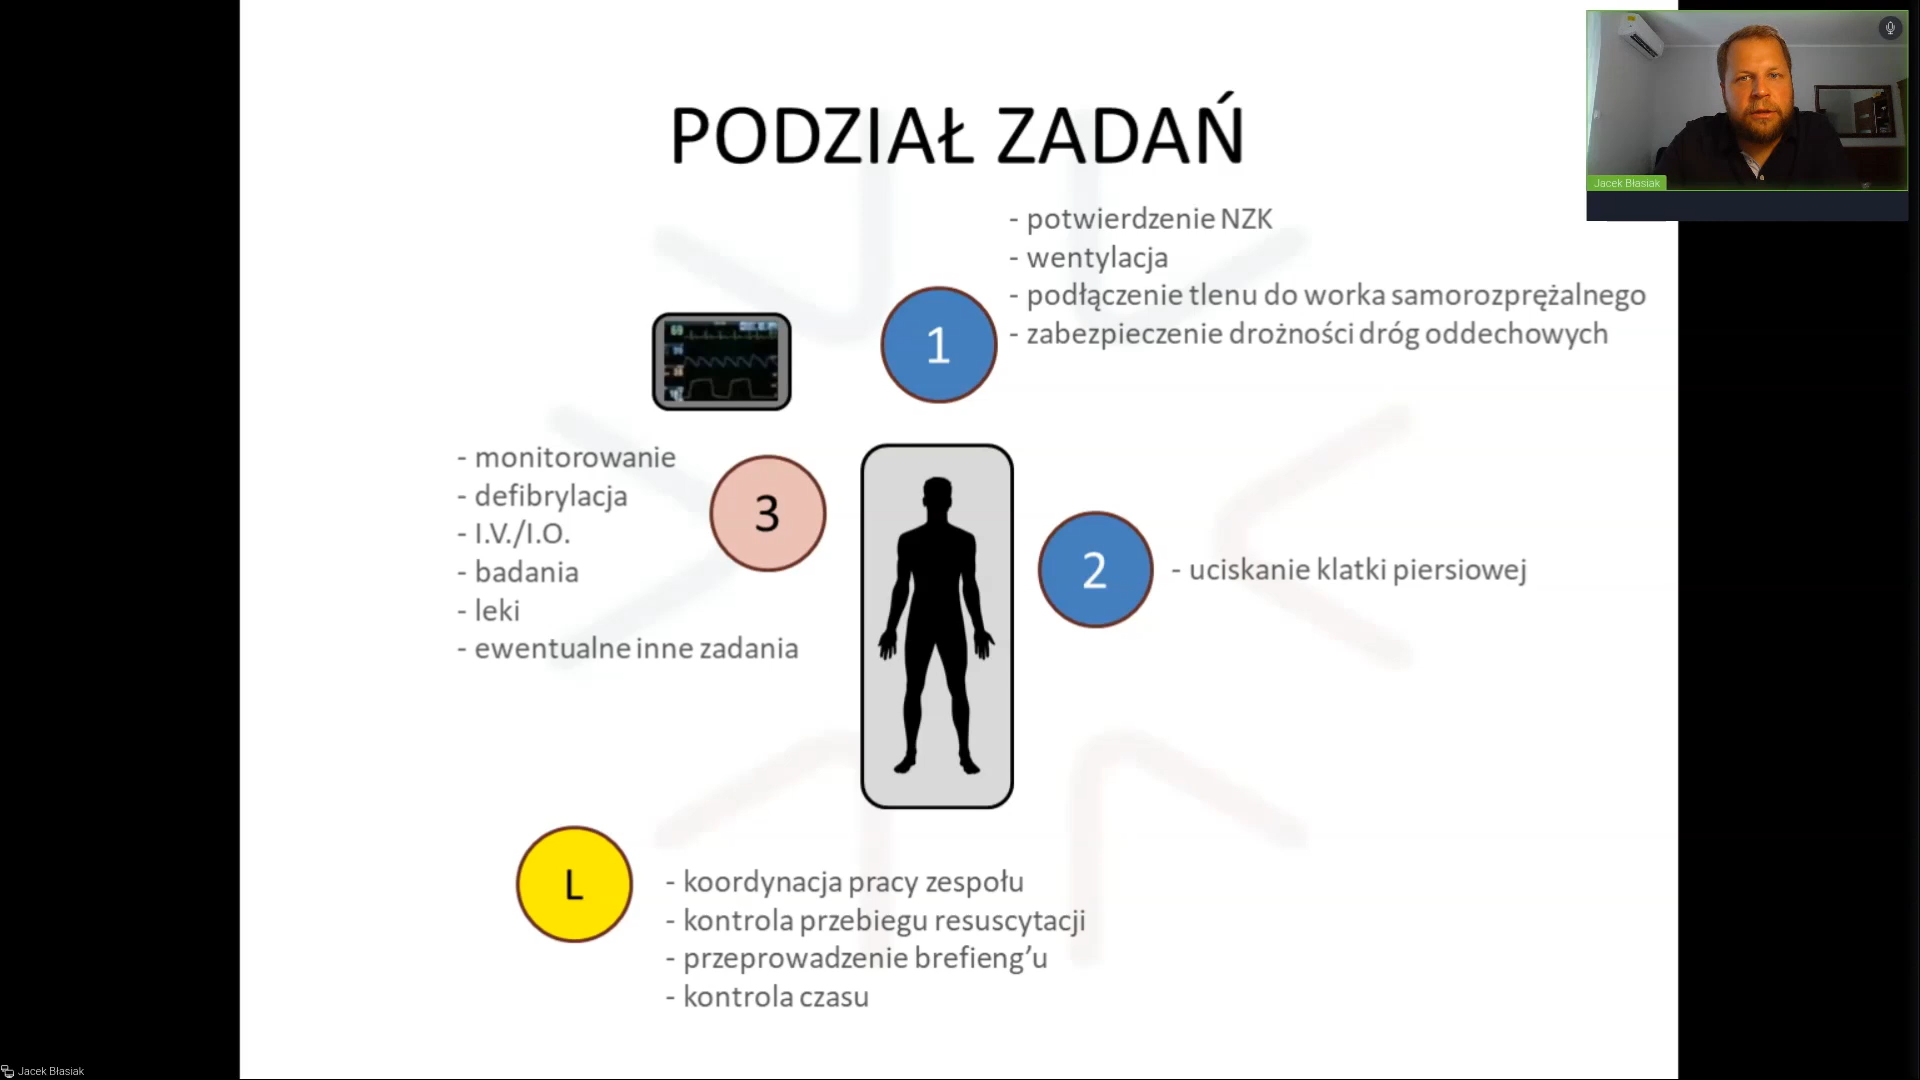 PODZIAŁ ZADAŃ
Jacek Błasiak
- potwierdzenie NZK
- wentylacja
- podłączenie tlenu do worka samorozprężalnego
- zabezpieczenie drożności dróg oddechowych
1
- monitorowanie
- defibrylacja
- I.V./I.O.
- badania
- leki
- ewentualne inne zadania
3
2
- uciskanie klatki piersiowej
L
- koordynacja pracy zespołu
- kontrola przebiegu resuscytacji
- przeprowadzenie brefieng’u
- kontrola czasu
Jacek Błasiak